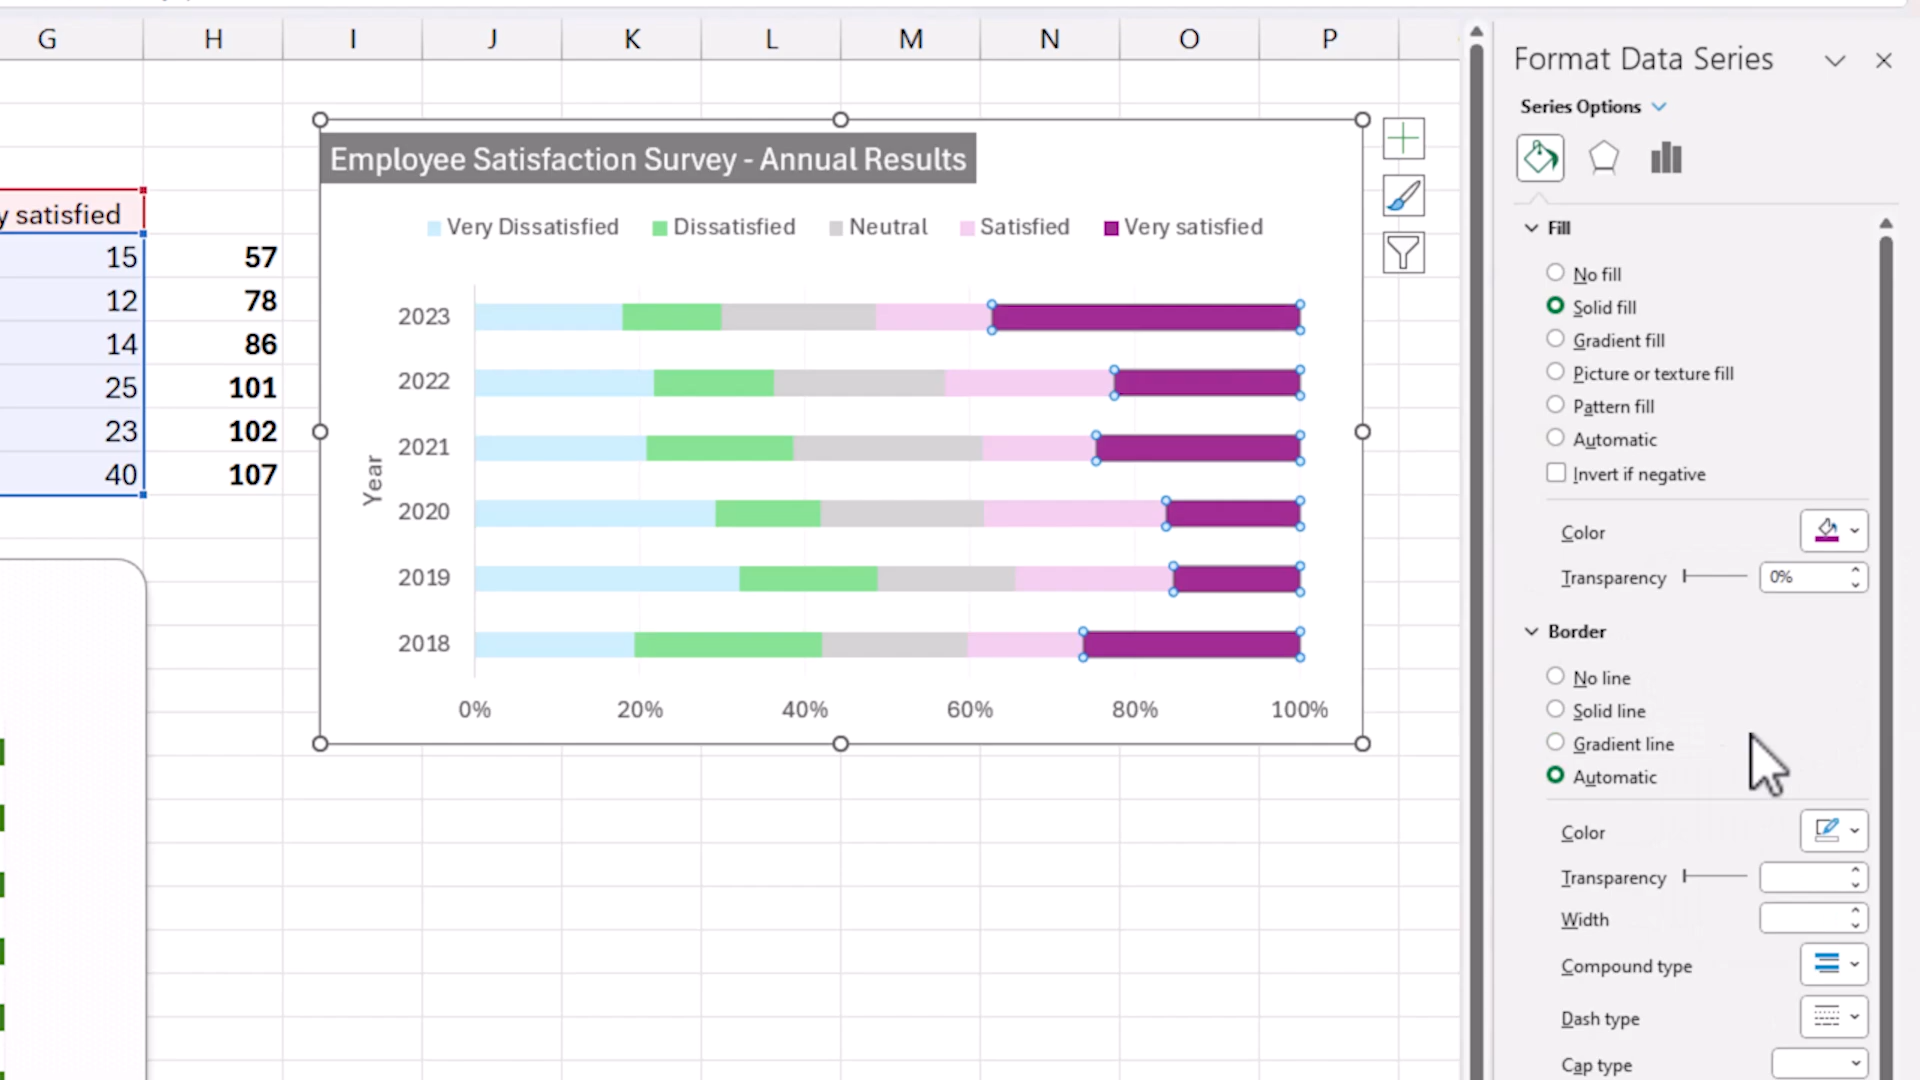 G H I J K L M N O P
y satisfied
15 57
12 78
14 86
25 101
23 102
40 107
Employee Satisfaction Survey - Annual Results
Very Dissatisfied Dissatisfied Neutral Satisfied Very satisfied
Year
2023
2022
2021
2020
2019
2018
0% 20% 40% 60% 80% 100%
Format Data Series
Series Options
Fill
No fill
Solid fill
Gradient fill
Picture or texture fill
Pattern fill
Automatic
Invert if negative
Color
Transparency 0%
Border
No line
Solid line
Gradient line
Automatic
Color
Transparency
Width
Compound type
Dash type
Cap type